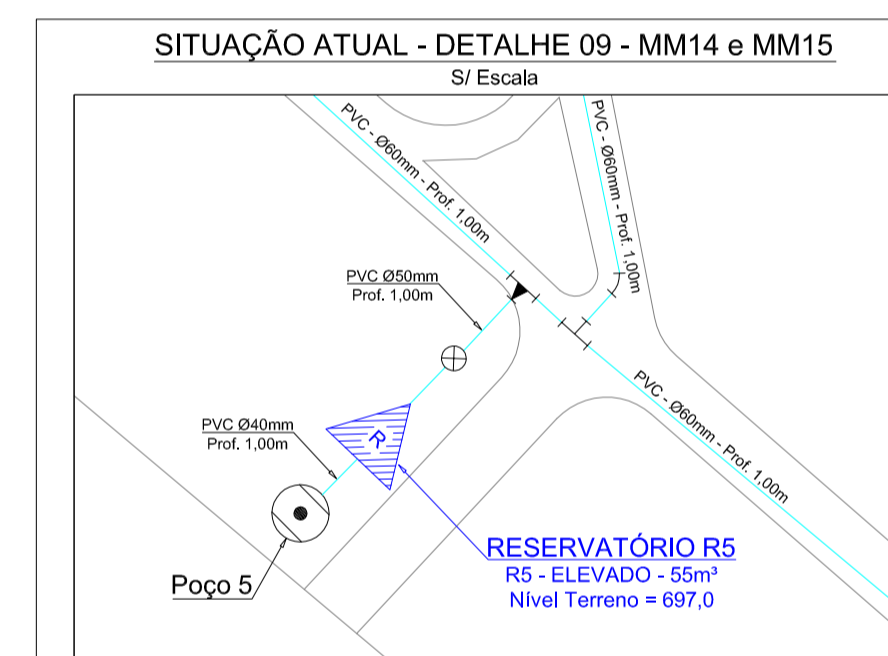 SITUAÇÃO ATUAL - DETALHE 09 - MM14 e MM15
S/ Escala
PVC - Ø60mm - Prof. 1,00m
PVC - Ø60mm - Prof. 1,00m
PVC Ø50mm
Prof. 1,00m
PVC - Ø60mm - Prof. 1,00m
PVC Ø40mm
Prof. 1,00m
R
RESERVATÓRIO R5
R5 - ELEVADO - 55m³
Nível Terreno = 697,0
Poço 5